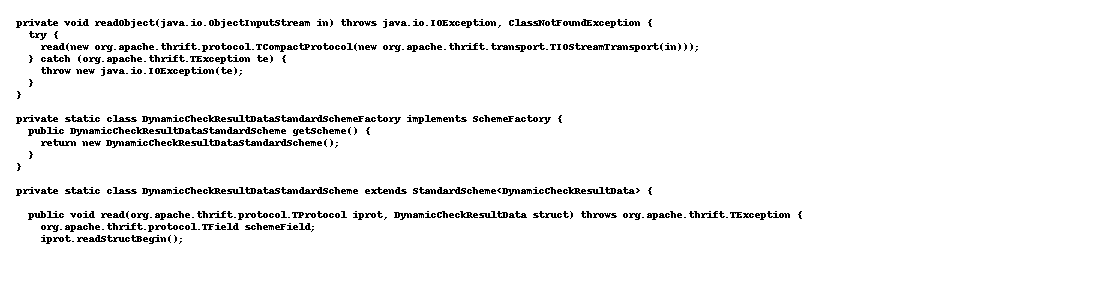 private void readObject(java.io.ObjectInputStream in) throws java.io.IOException, ClassNotFoundException {
try {
read(new org.apache.thrift.protocol.TCompactProtocol(new org.apache.thrift.transport.TIOStreamTransport(in)));
} catch (org.apache.thrift.TException te) {
throw new java.io.IOException(te);
}
}
private static class DynamicCheckResultDataStandardSchemeFactory implements SchemeFactory {
public DynamicCheckResultDataStandardScheme getScheme() {
return new DynamicCheckResultDataStandardScheme();
}
}
private static class DynamicCheckResultDataStandardScheme extends StandardScheme<DynamicCheckResultData> {
public void read(org.apache.thrift.protocol.TProtocol iprot, DynamicCheckResultData struct) throws org.apache.thrift.TException {
org.apache.thrift.protocol.TField schemeField;
iprot.readStructBegin();